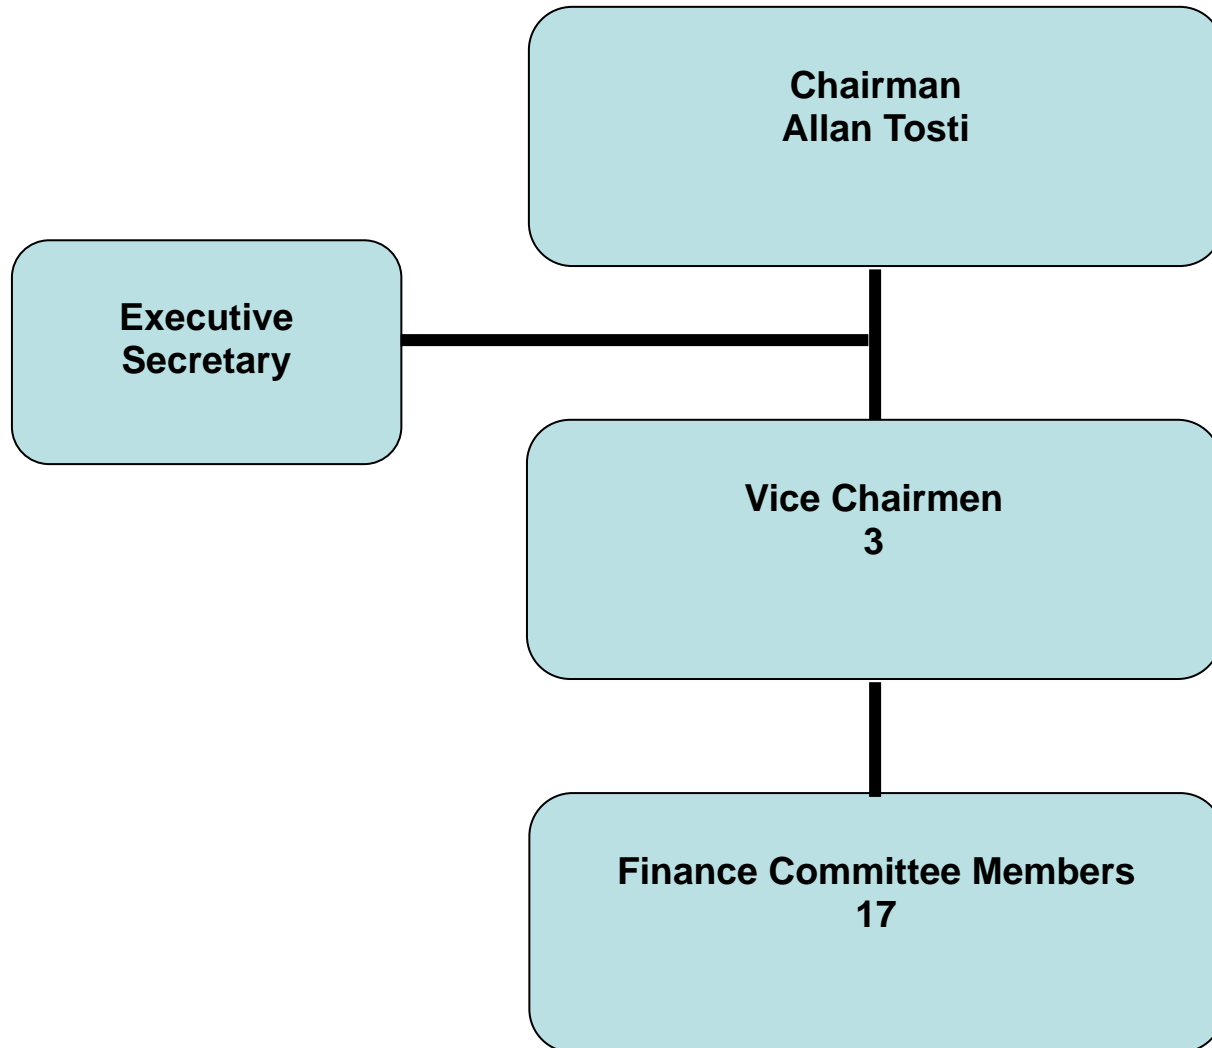 Chairman
Allan Tosti
Executive
Secretary
Vice Chairmen
3
Finance Committee Members
17